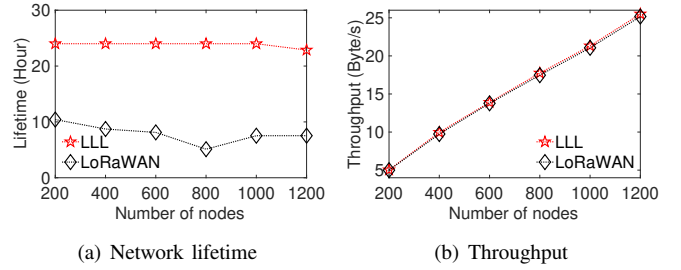 Lifetime (Hour)
30
20
10
0
LLL
LoRaWAN
200 400 600 800 1000 1200
Number of nodes
(a) Network lifetime
Throughput (Byte/s)
25
20
15
10
5
LLL
LoRaWAN
200 400 600 800 1000 1200
Number of nodes
(b) Throughput